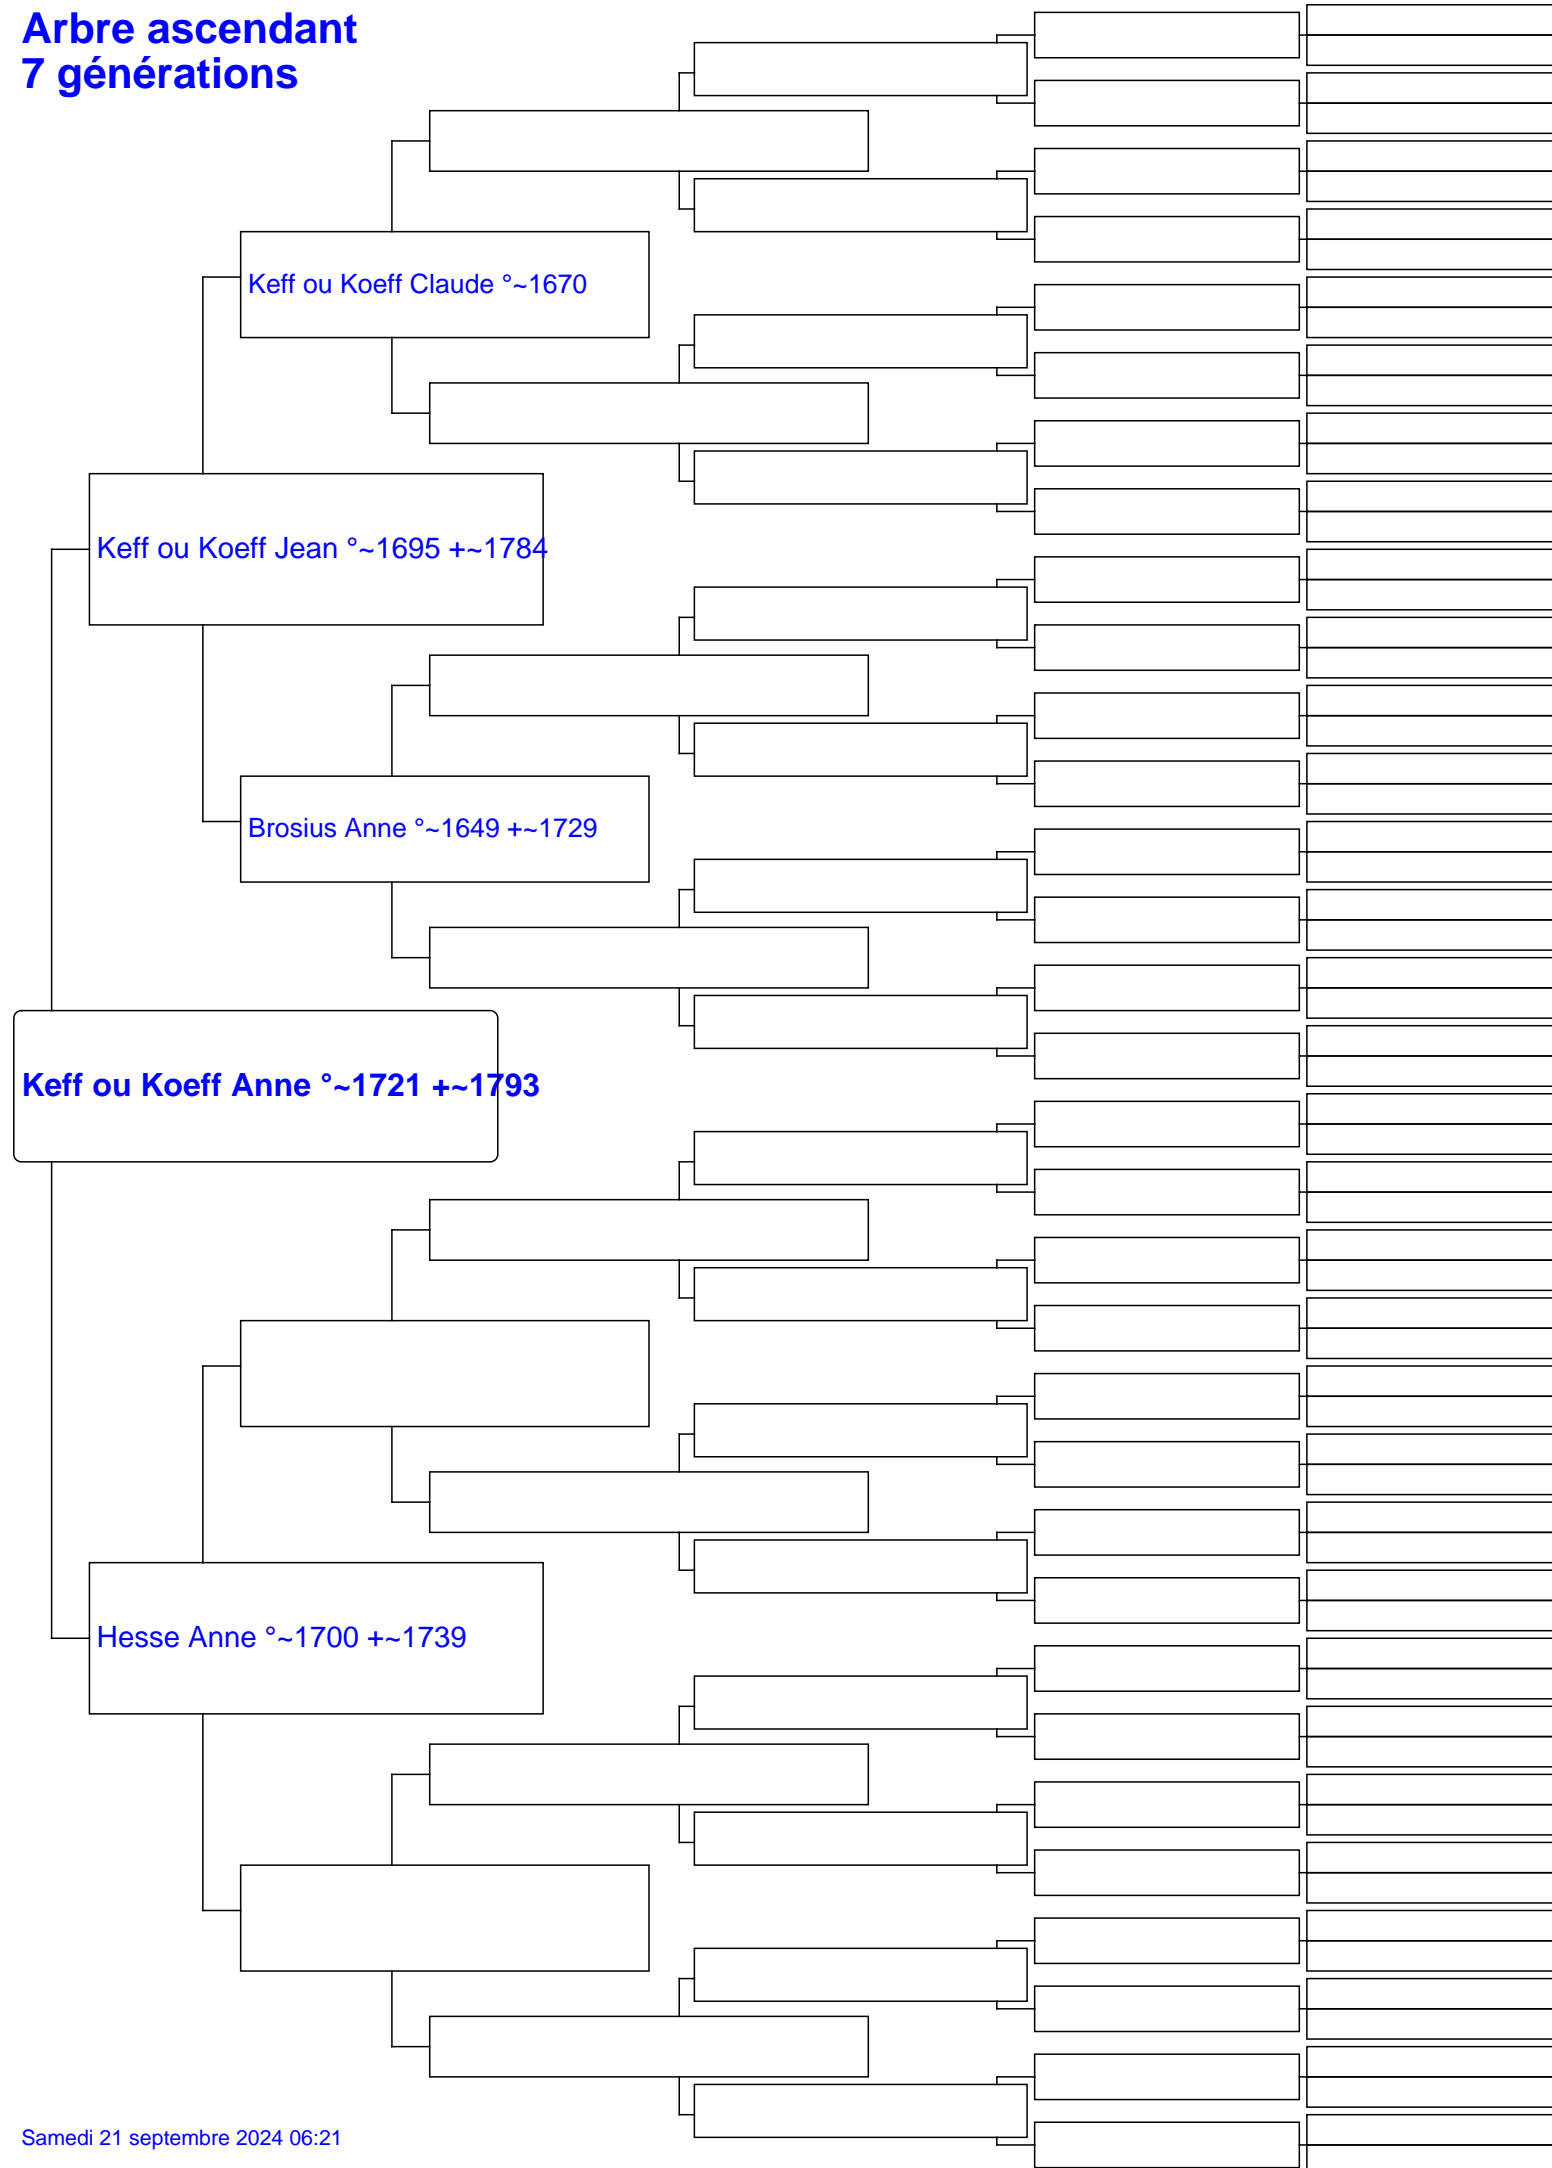 Arbre ascendant
7 générations
Keff ou Koeff Claude °~1670
Keff ou Koeff Jean °~1695 +~1784
Brosius Anne °~1649 +~1729
Keff ou Koeff Anne °~1721 +~1793
Hesse Anne °~1700 +~1739
Samedi 21 septembre 2024 06:21